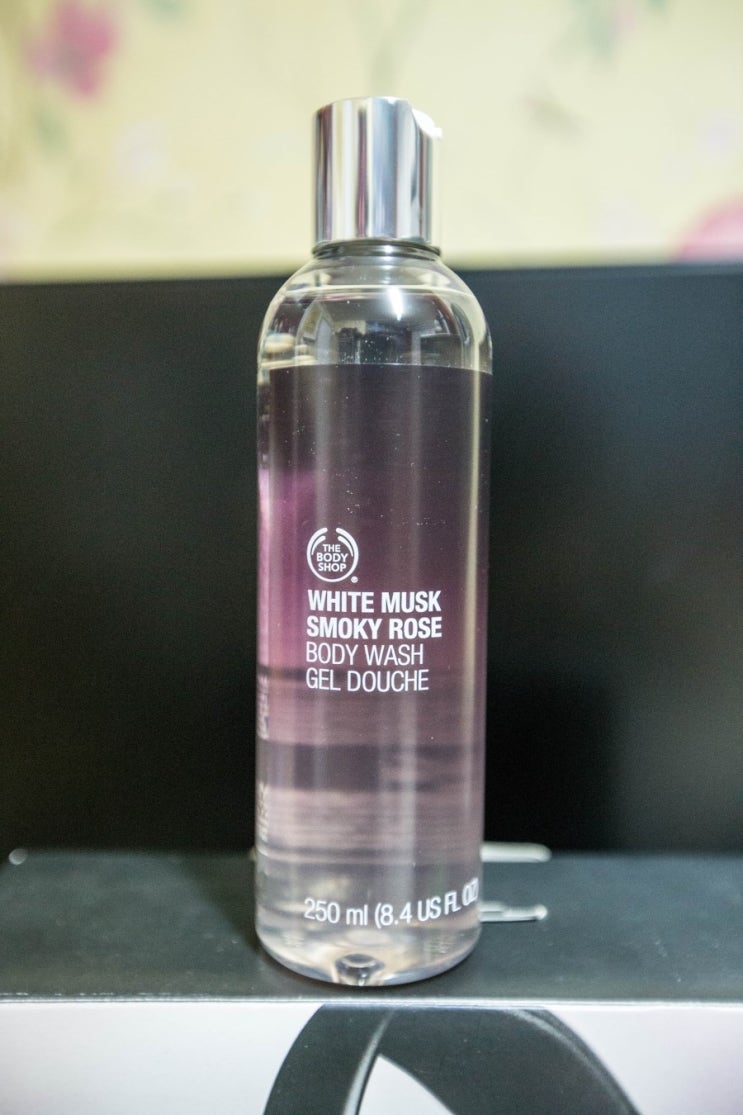 THE
BODY
SHOP
®
WHITE MUSK
SMOKY ROSE
BODY WASH
GEL DOUCHE
250 ml (8.4 US FL OZ)